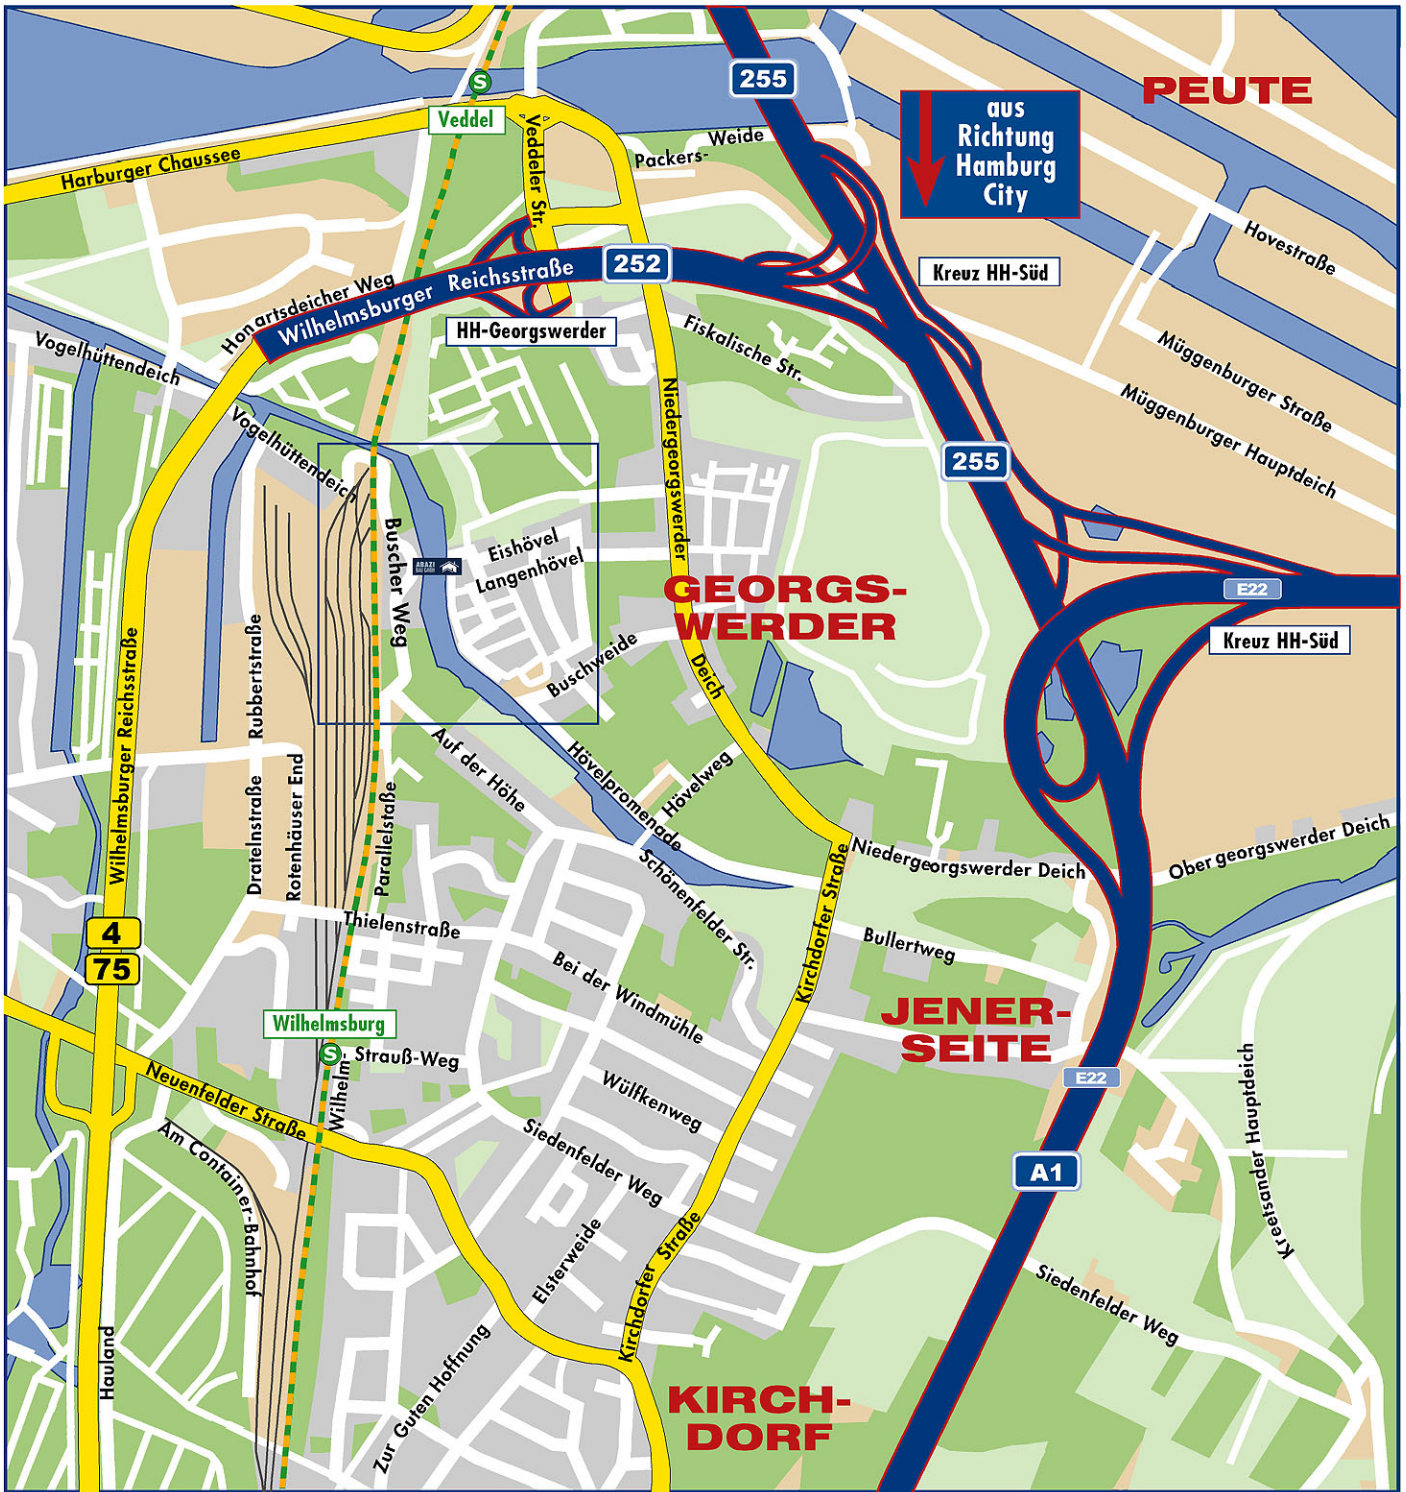 255
PEUTE
aus
Richtung
Hamburg
City
S
Veddel
Veddeler Str.
Weide
Packers-
Harburger Chaussee
Hovestraße
Kreuz HH-Süd
252
Wilhelmsburger Reichsstraße
Honartsdeicher Weg
HH-Georgswerder
Fiskalische Str.
Vogelhüttendeich
Müggenburger Straße
Müggenburger Hauptdeich
Vogelhüttendeich
Niedergeorgswerder
Deich
255
Buscher Weg
Eishövel
Langenhövel
ABAZI
GEORGS-
WERDER
E22
Kreuz HH-Süd
Buschweide
Rubbertstraße
Wilhelmsburger Reichsstraße
Auf der Höhe
Hövelpromenade
Hövelweg
Dratelnstraße
Rotenhäuser End
Parallelstaße
Niedergeorgswerder Deich
Obergeorgswerder Deich
Schönenfelder Str.
Kirchdorfer Straße
4
75
Thielenstraße
Bullertweg
Bei der Windmühle
JENER-
SEITE
Wilhelmsburg
S
Wilhelm-
Strauß-Weg
Neuenfelder Straße
Wülfkenweg
E22
Siedenfelder Weg
Am Container-Bahnhof
A1
Kreetsander Hauptdeich
Elsterweide
Kirchdorfer Straße
Siedenfelder Weg
Hauland
Zur Guten Hoffnung
KIRCH-
DORF